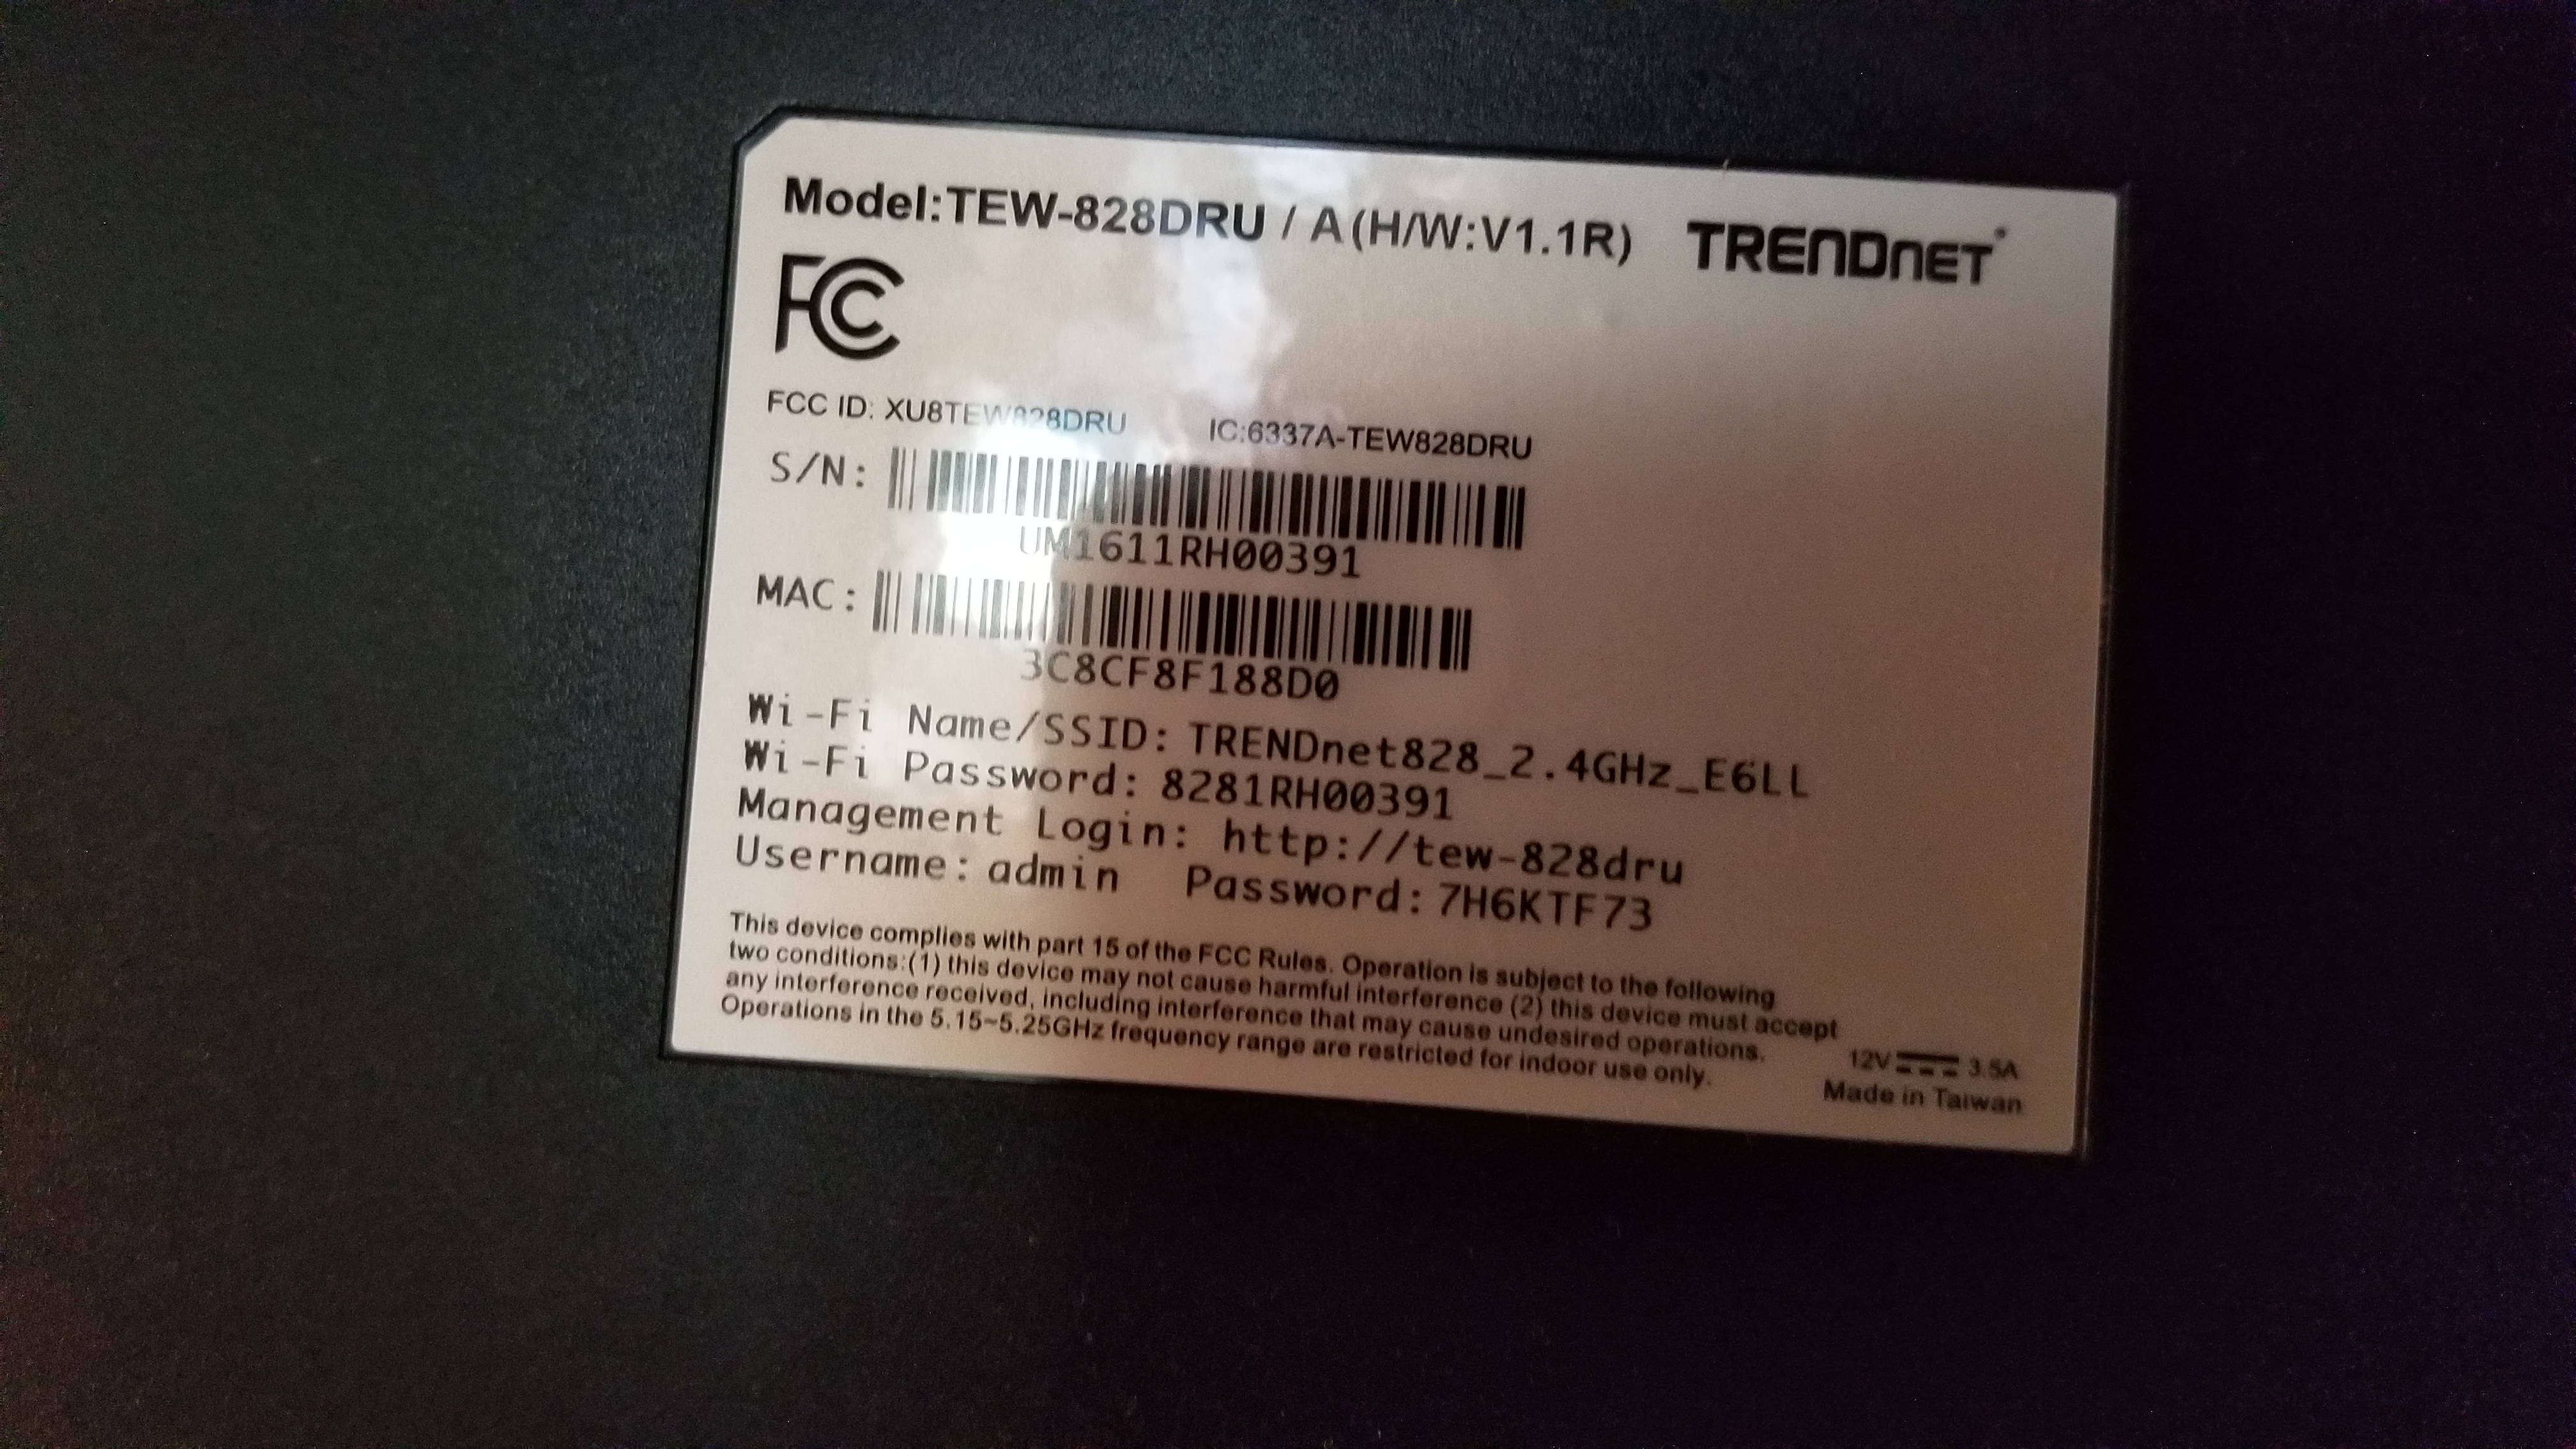 Model:TEW-828DRU / A(H/W:V1.1R) TRENDnet®
FC
FCC ID: XU8TEW828DRU IC:6337A-TEW828DRU
S/N:
UM1611RH00391
MAC:
3C8CF8F188D0
Wi-Fi Name/SSID: TRENDnet828_2.4GHz_E6LL
Wi-Fi Password: 8281RH00391
Management Login: http://tew-828dru
Username: admin Password: 7H6KTF73
This device complies with part 15 of the FCC Rules. Operation is subject to the following
two conditions:(1) this device may not cause harmful interference (2) this device must accept
any interference received, including interference that may cause undesired operations.
Operations in the 5.15~5.25GHz frequency range are restricted for indoor use only.
12V 3.5A
Made in Taiwan